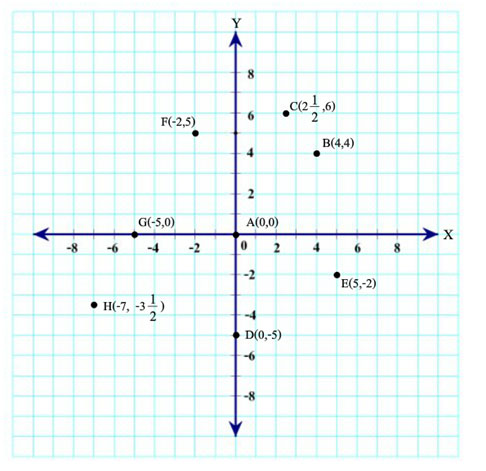 Y
8
C(2 1/2 ,6)
6
F(-2,5)
B(4,4)
4
2
G(-5,0)
A(0,0)
X
-8 -6 -4 -2 0 2 4 6 8
-2
E(5,-2)
H(-7, -3 1/2 )
-4
D(0,-5)
-6
-8